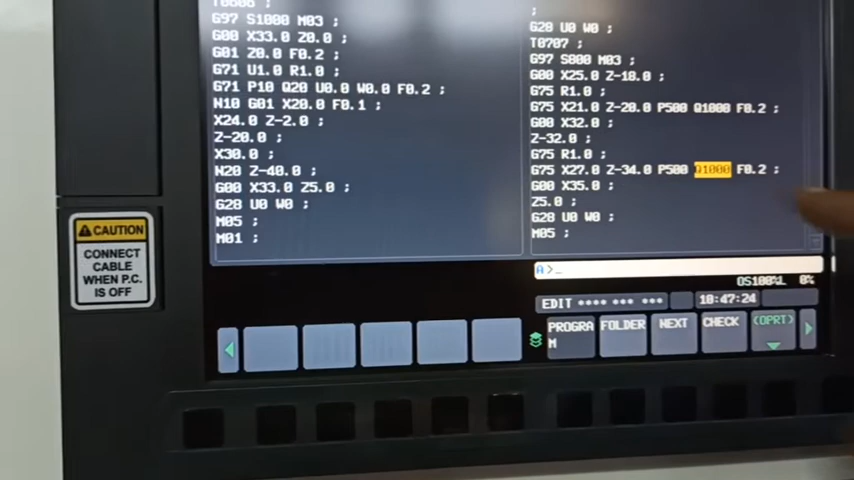 T0606 ;
G97 S1000 M03 ;
G00 X33.0 Z0.0 ;
G01 Z0.0 F0.2 ;
G71 U1.0 R1.0 ;
G71 P10 Q20 U0.0 W0.0 F0.2 ;
N10 G01 X20.0 F0.1 ;
X24.0 Z-2.0 ;
Z-20.0 ;
X30.0 ;
N20 Z-40.0 ;
G00 X33.0 Z5.0 ;
G28 U0 W0 ;
M05 ;
M01 ;
;
G28 U0 W0 ;
T0707 ;
G97 S800 M03 ;
G00 X25.0 Z-18.0 ;
G75 R1.0 ;
G75 X21.0 Z-20.0 P500 Q1000 F0.2 ;
G00 X32.0 ;
Z-32.0 ;
G75 R1.0 ;
G75 X27.0 Z-34.0 P500 Q1000 F0.2 ;
G00 X35.0 ;
Z5.0 ;
G28 U0 W0 ;
M05 ;
A>_
OS100%L 0%
EDIT **** *** *** 10:47:24
PROGRA
M
FOLDER
NEXT
CHECK
(OPRT)
CAUTION
CONNECT
CABLE
WHEN P.C.
IS OFF